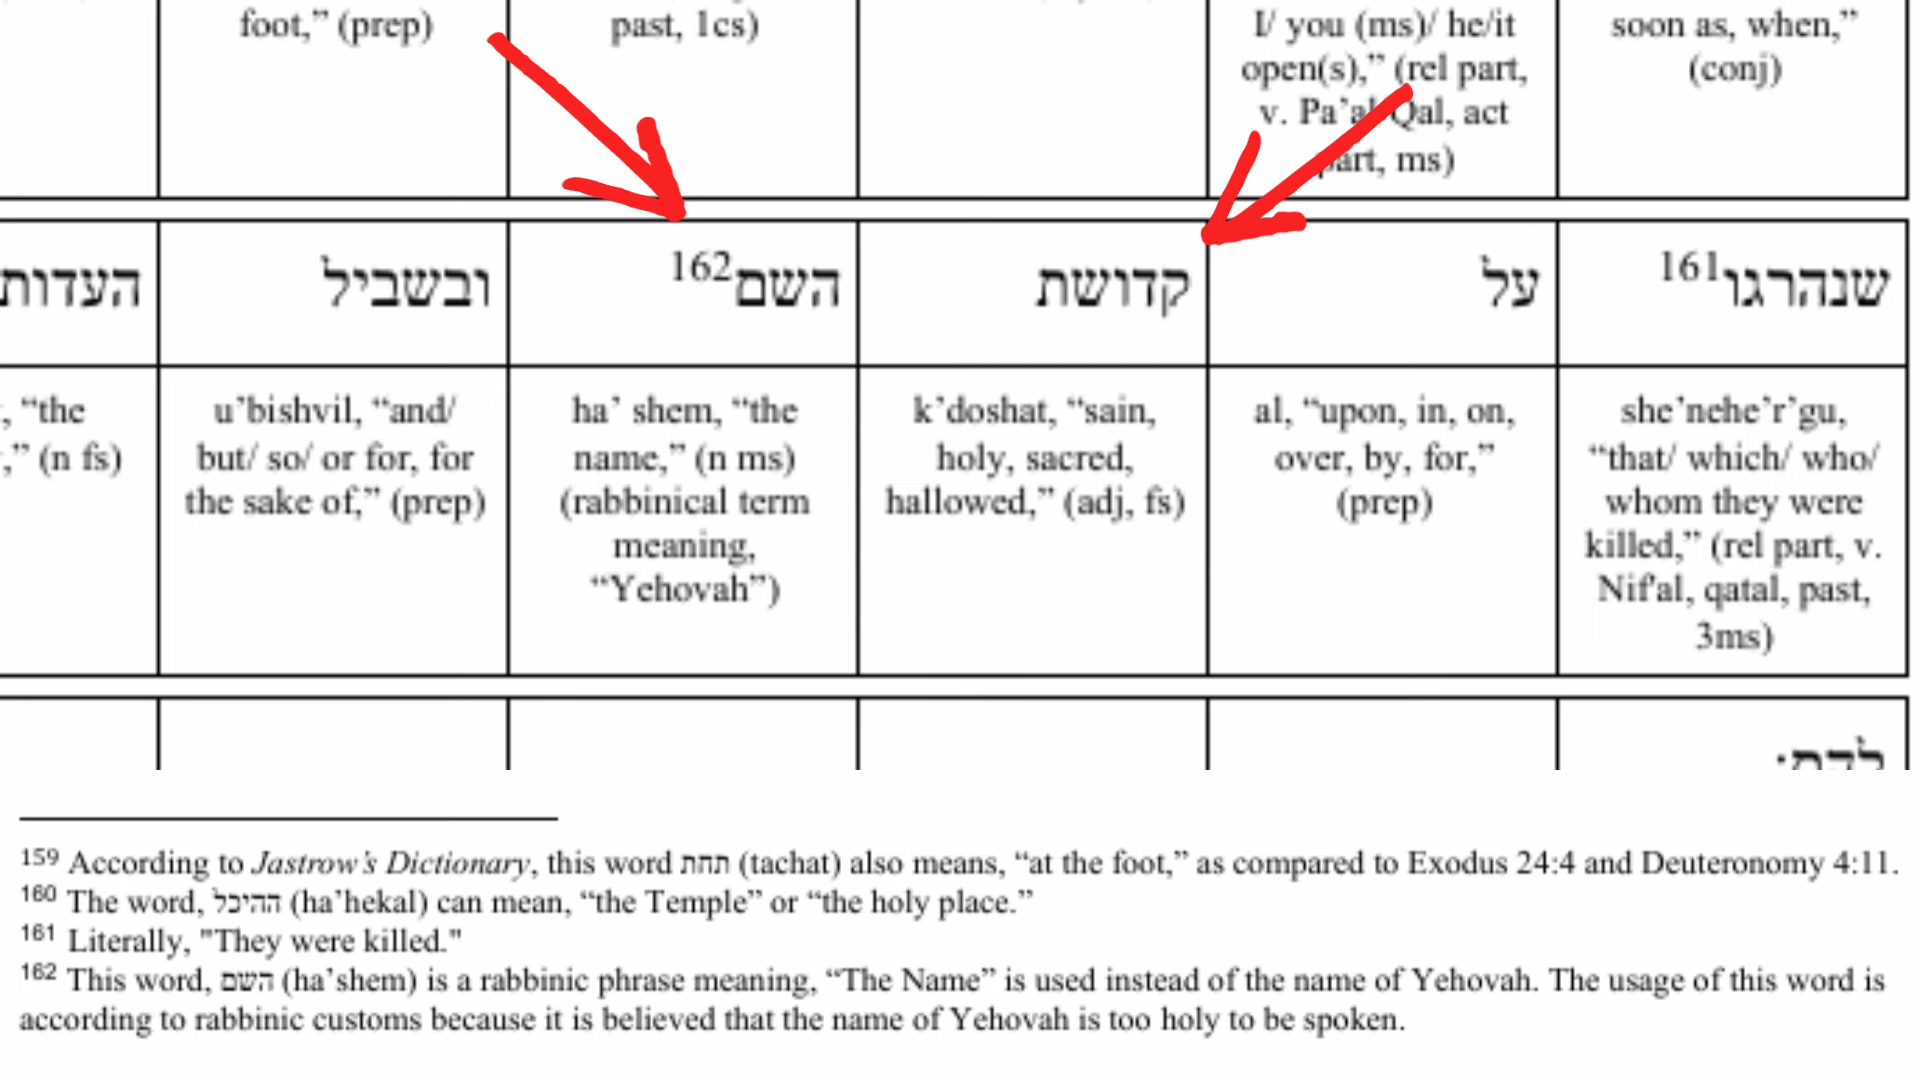 soon as, when,”
(conj)
I/ you (ms)/ he/it
open(s),” (rel part,
v. Pa’al Qal, act
part, ms)
past, 1cs)
foot,” (prep)
שנהרגו161
על
קדושת
השם162
ובשביל
העדות
she’nehe’r’gu,
“that/ which/ who/
whom they were
killed,” (rel part, v.
Nif'al, qatal, past,
3ms)
al, “upon, in, on,
over, by, for,”
(prep)
k’doshat, “sain,
holy, sacred,
hallowed,” (adj, fs)
ha’ shem, “the
name,” (n ms)
(rabbinical term
meaning,
“Yehovah”)
u’bishvil, “and/
but/ so/ or for, for
the sake of,” (prep)
, “the
,” (n fs)
159 According to Jastrow’s Dictionary, this word תחת (tachat) also means, “at the foot,” as compared to Exodus 24:4 and Deuteronomy 4:11.
160 The word, ההיכל (ha’hekal) can mean, “the Temple” or “the holy place.”
161 Literally, "They were killed."
162 This word, השם (ha’shem) is a rabbinic phrase meaning, “The Name” is used instead of the name of Yehovah. The usage of this word is
according to rabbinic customs because it is believed that the name of Yehovah is too holy to be spoken.